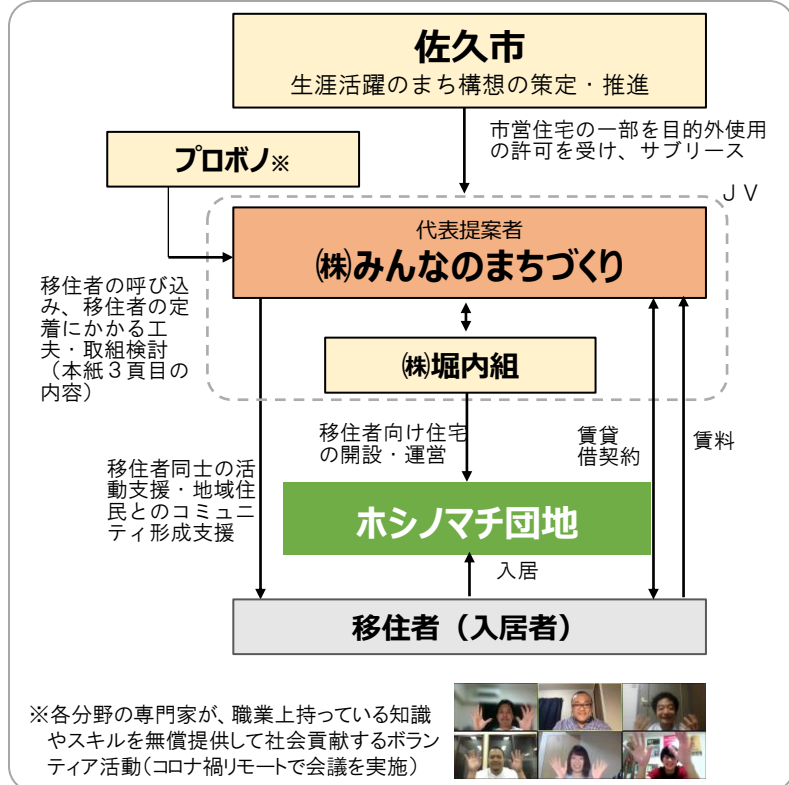 佐久市
生涯活躍のまち構想の策定・推進
市営住宅の一部を目的外使用
の許可を受け、サブリース
プロボノ※
ＪＶ
代表提案者
㈱みんなのまちづくり
移住者の呼び込
み、移住者の定
着にかかる工
夫・取組検討
（本紙３頁目の
内容）
㈱堀内組
移住者向け住宅
の開設・運営
賃貸
借契約
賃料
移住者同士の活
動支援・地域住
民とのコミュニ
ティ形成支援
ホシノマチ団地
入居
移住者（入居者）
※各分野の専門家が、職業上持っている知識
やスキルを無償提供して社会貢献するボラン
ティア活動（コロナ禍リモートで会議を実施）